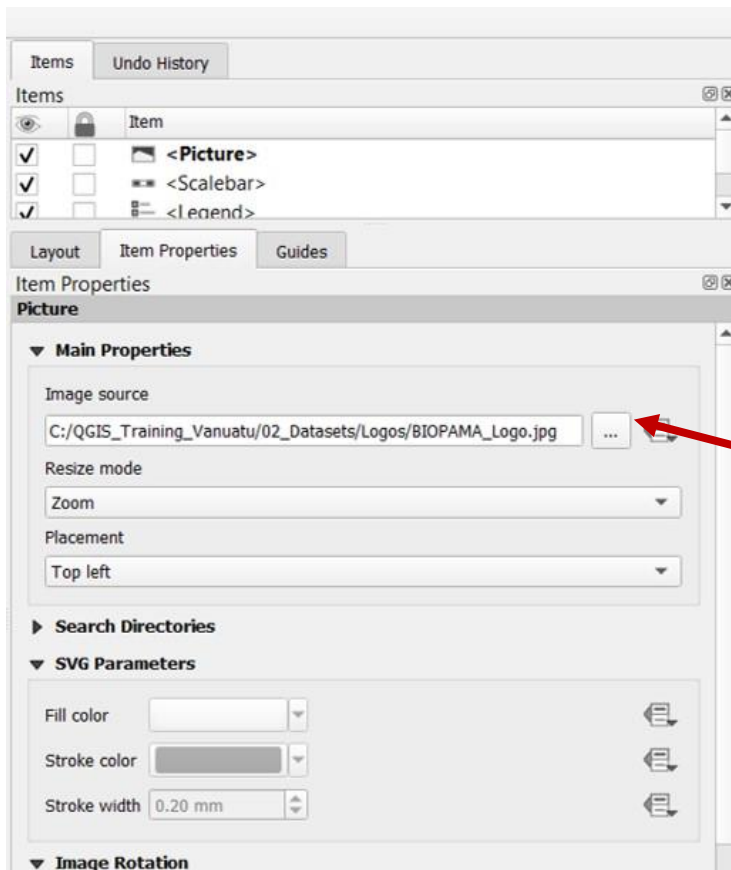 Items Undo History
Items
Item
<Picture>
<Scalebar>
<Legend>
Layout Item Properties Guides
Item Properties
Picture
Main Properties
Image source
C:/QGIS_Training_Vanuatu/02_Datasets/Logos/BIOPAMA_Logo.jpg ...
Resize mode
Zoom
Placement
Top left
Search Directories
SVG Parameters
Fill color
Stroke color
Stroke width 0.20 mm
Image Rotation